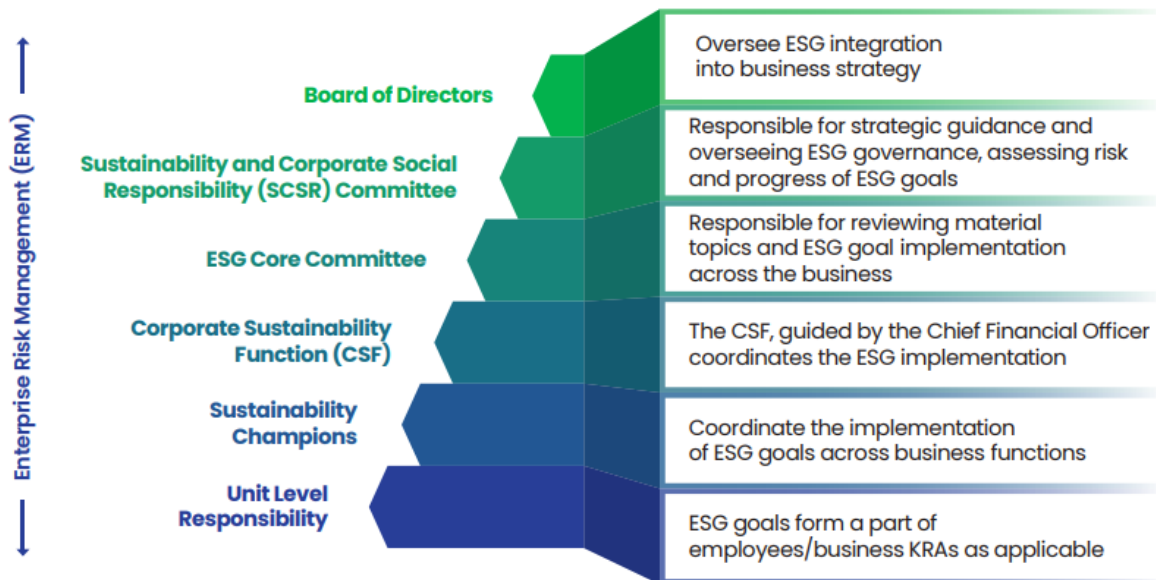 Enterprise Risk Management (ERM)
Board of Directors
Oversee ESG integration
into business strategy
Sustainability and Corporate Social
Responsibility (SCSR) Committee
Responsible for strategic guidance and
overseeing ESG governance, assessing risk
and progress of ESG goals
ESG Core Committee
Responsible for reviewing material
topics and ESG goal implementation
across the business
Corporate Sustainability
Function (CSF)
The CSF, guided by the Chief Financial Officer
coordinates the ESG implementation
Sustainability
Champions
Coordinate the implementation
of ESG goals across business functions
Unit Level
Responsibility
ESG goals form a part of
employees/business KRAs as applicable